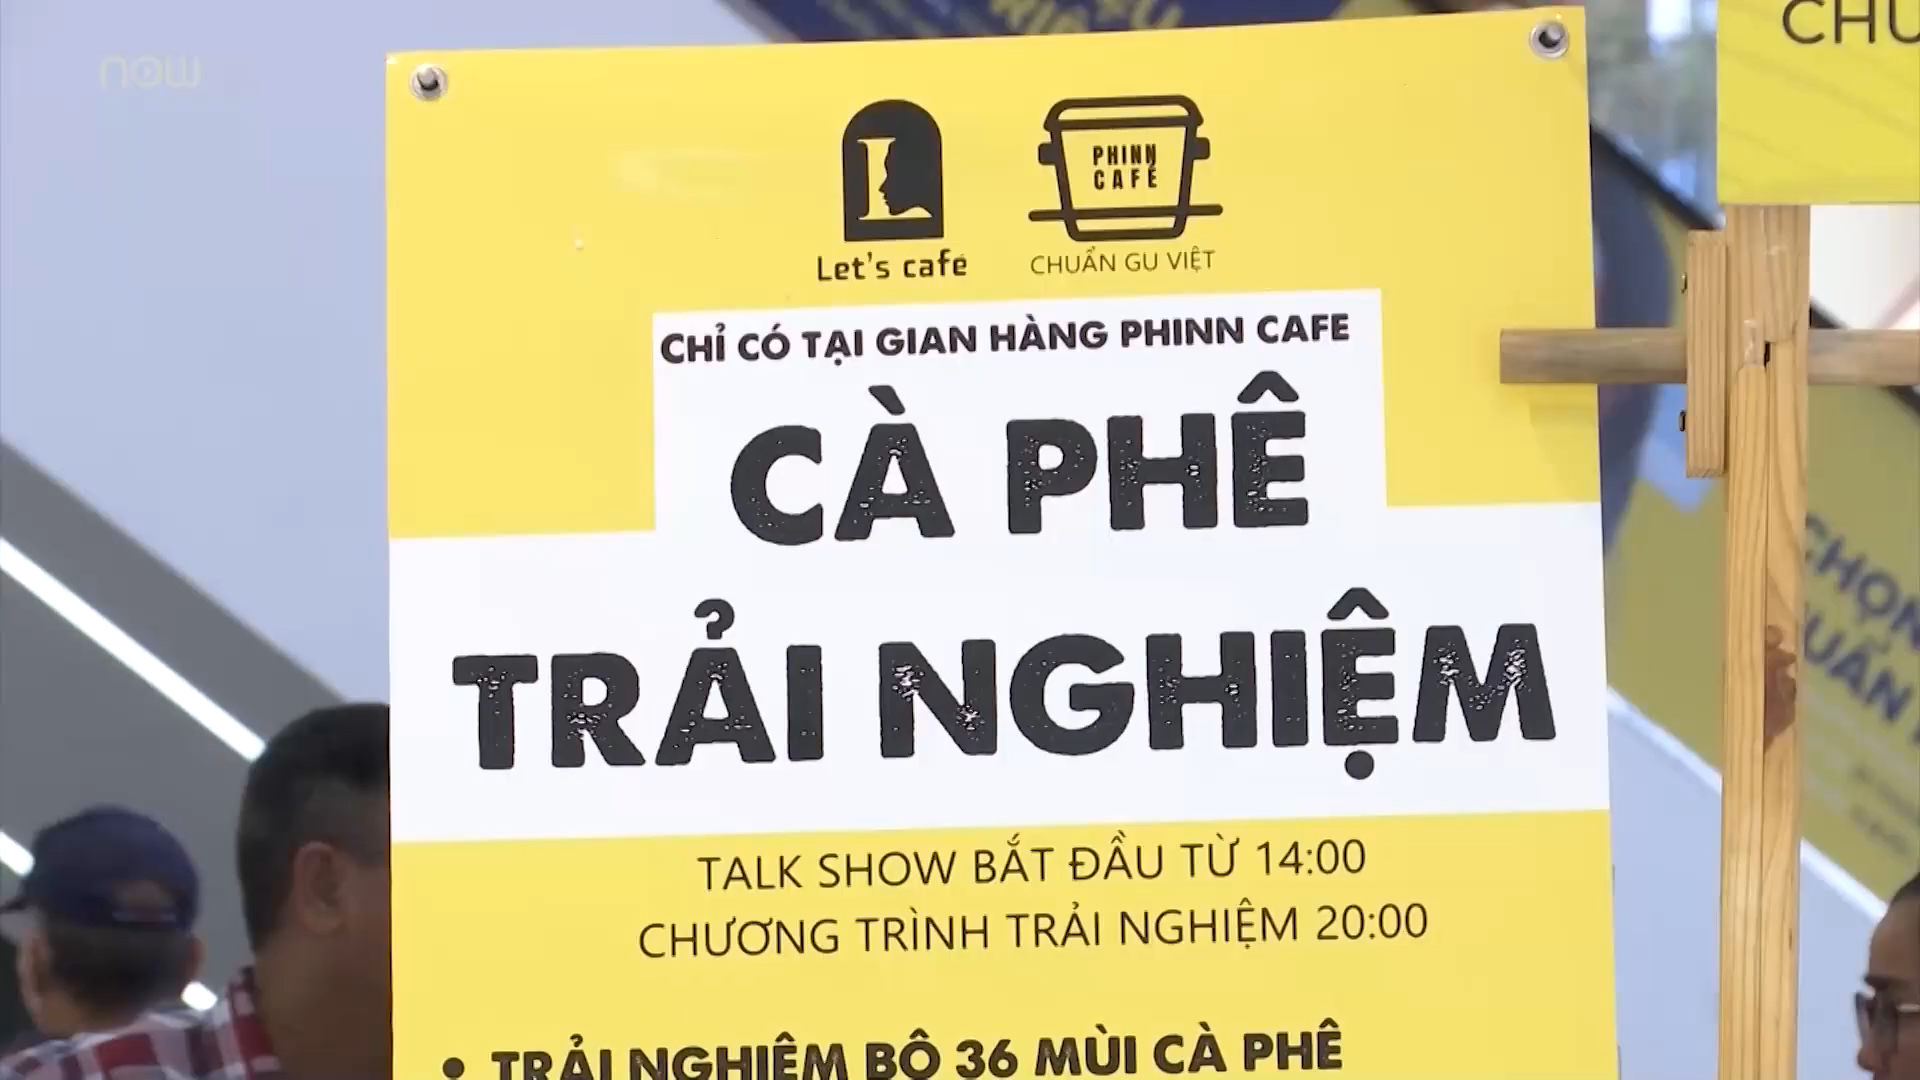 now
CHU
PHINN
CAFÉ
Let's café
CHUẨN GU VIỆT
CHỈ CÓ TẠI GIAN HÀNG PHINN CAFE
CÀ PHÊ
TRẢI NGHIỆM
TALK SHOW BẮT ĐẦU TỪ 14:00
CHƯƠNG TRÌNH TRẢI NGHIỆM 20:00
• TRẢI NGHIỆM BỘ 36 MÙI CÀ PHÊ
CHỌN